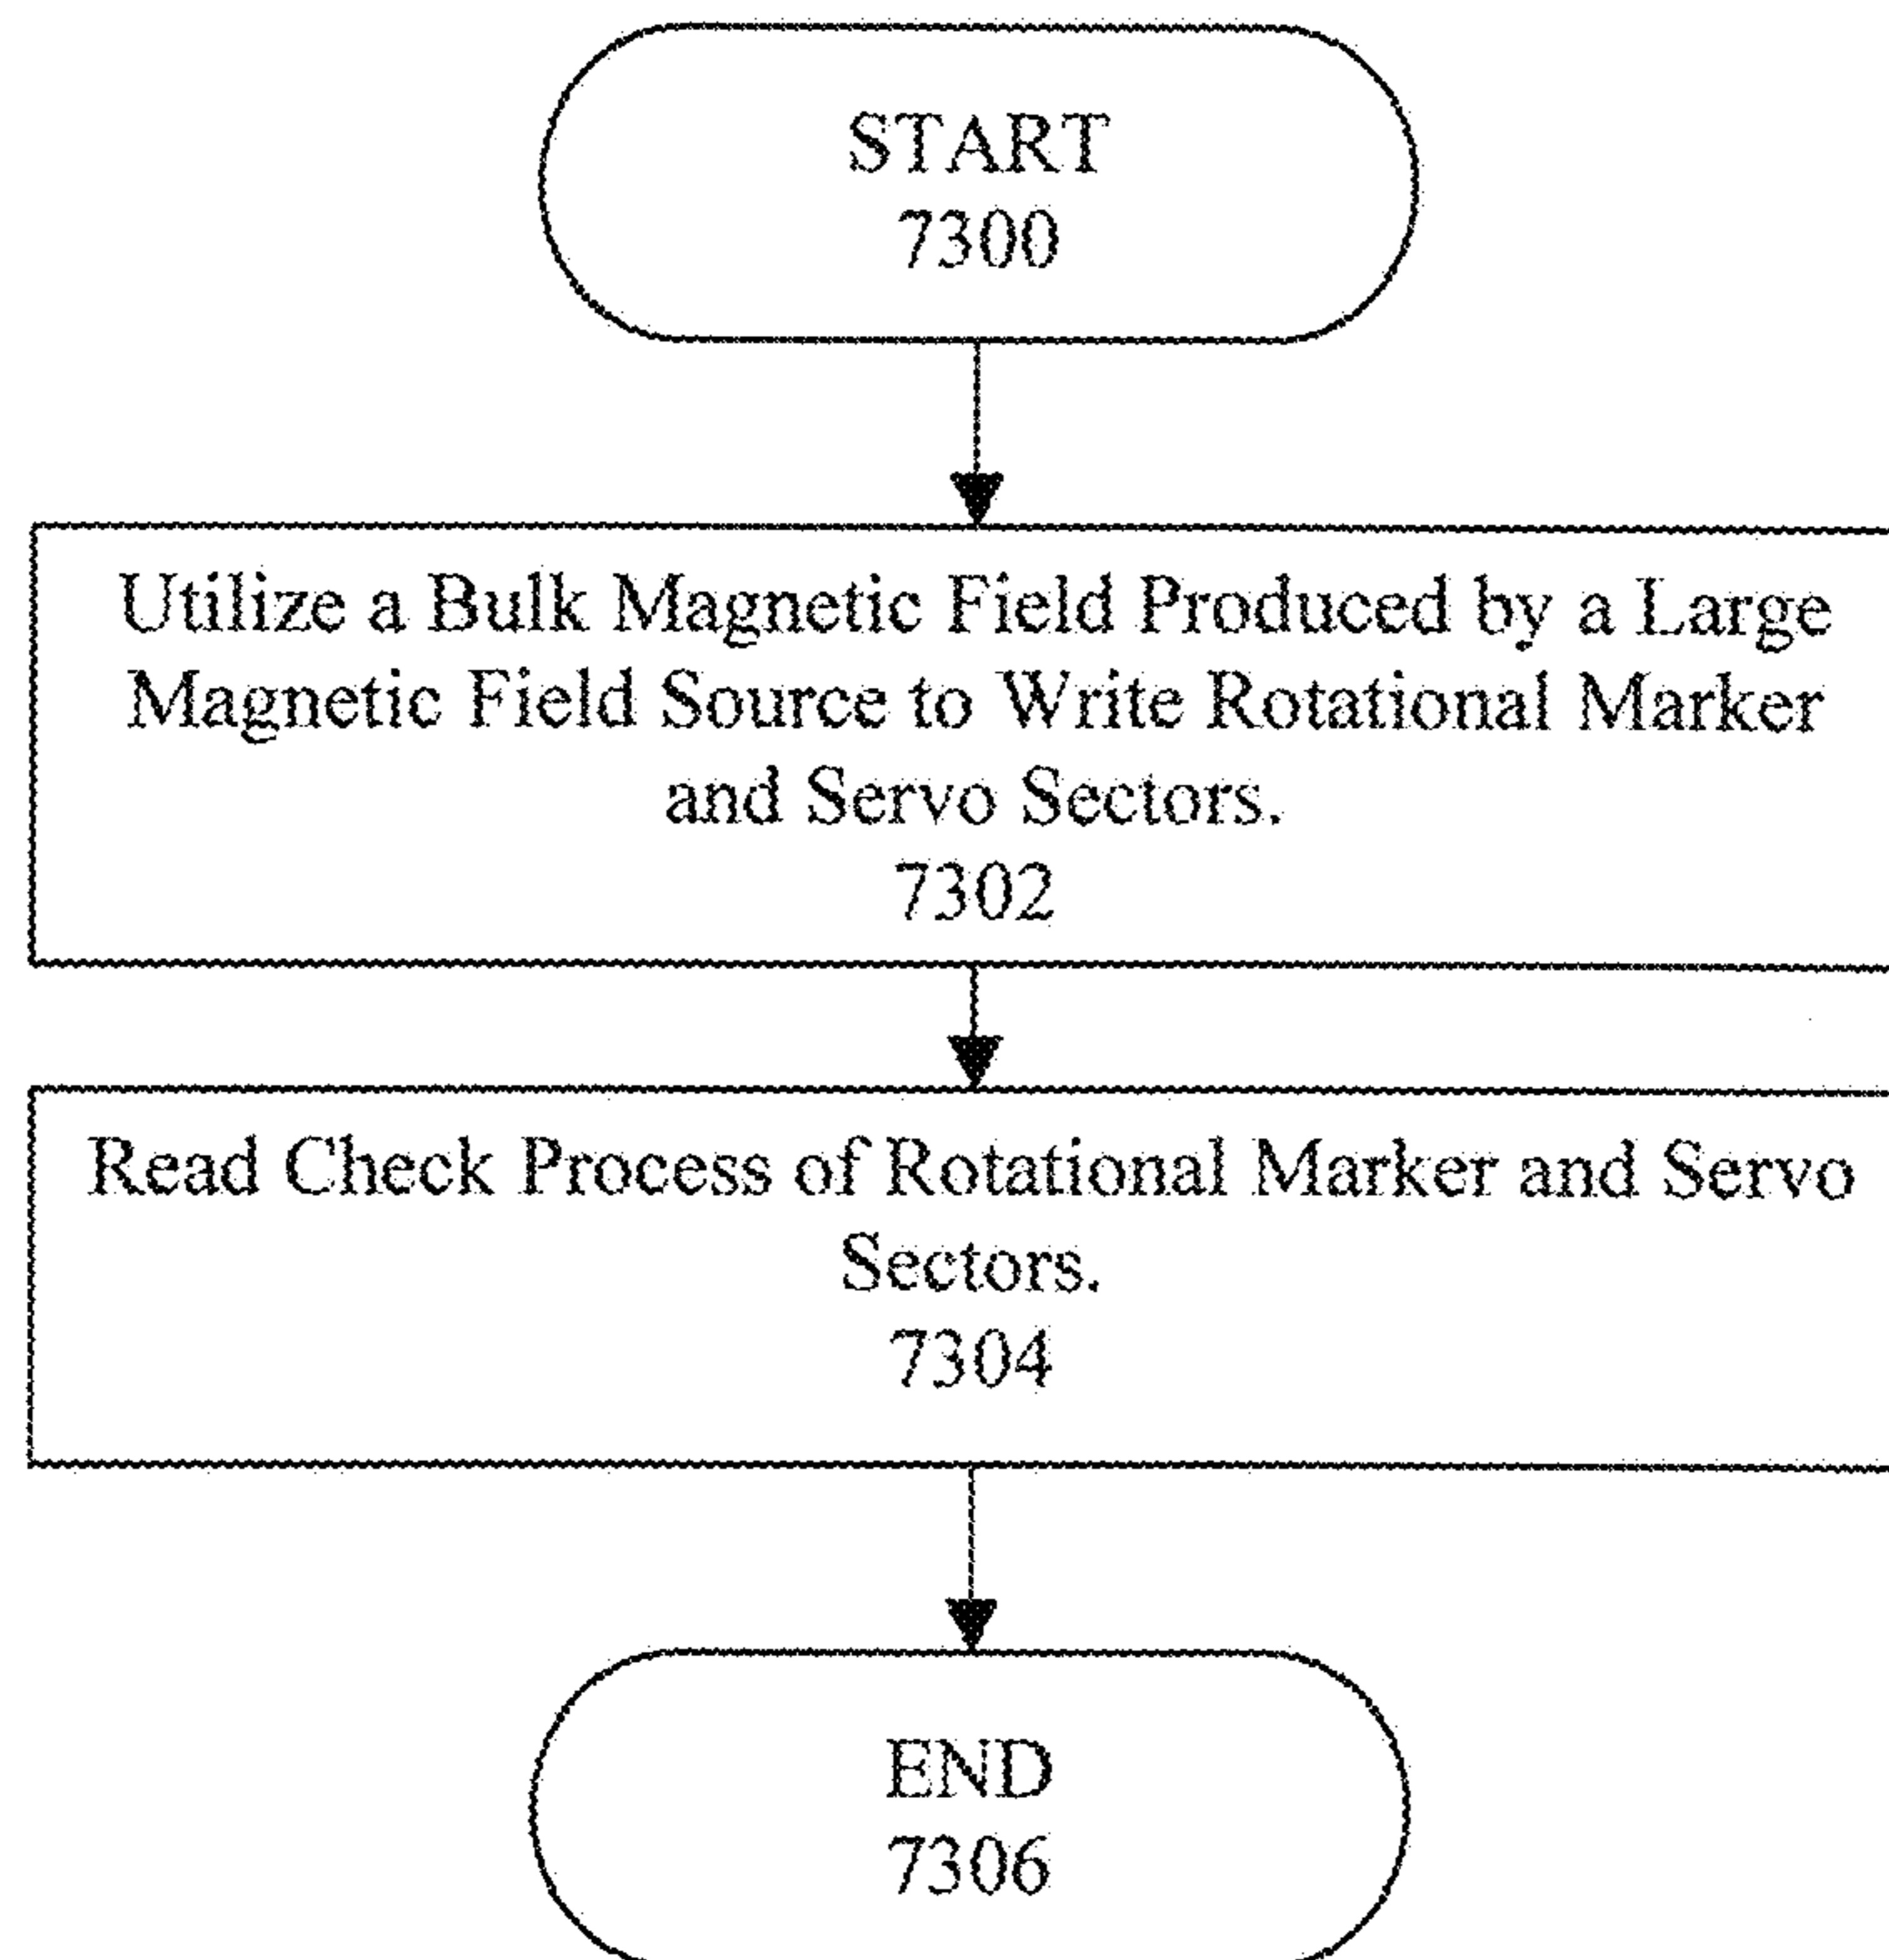 START
7300
Utilize a Bulk Magnetic Field Produced by a Large
Magnetic Field Source to Write Rotational Marker
and Servo Sectors.
7302
Read Check Process of Rotational Marker and Servo
Sectors.
7304
END
7306